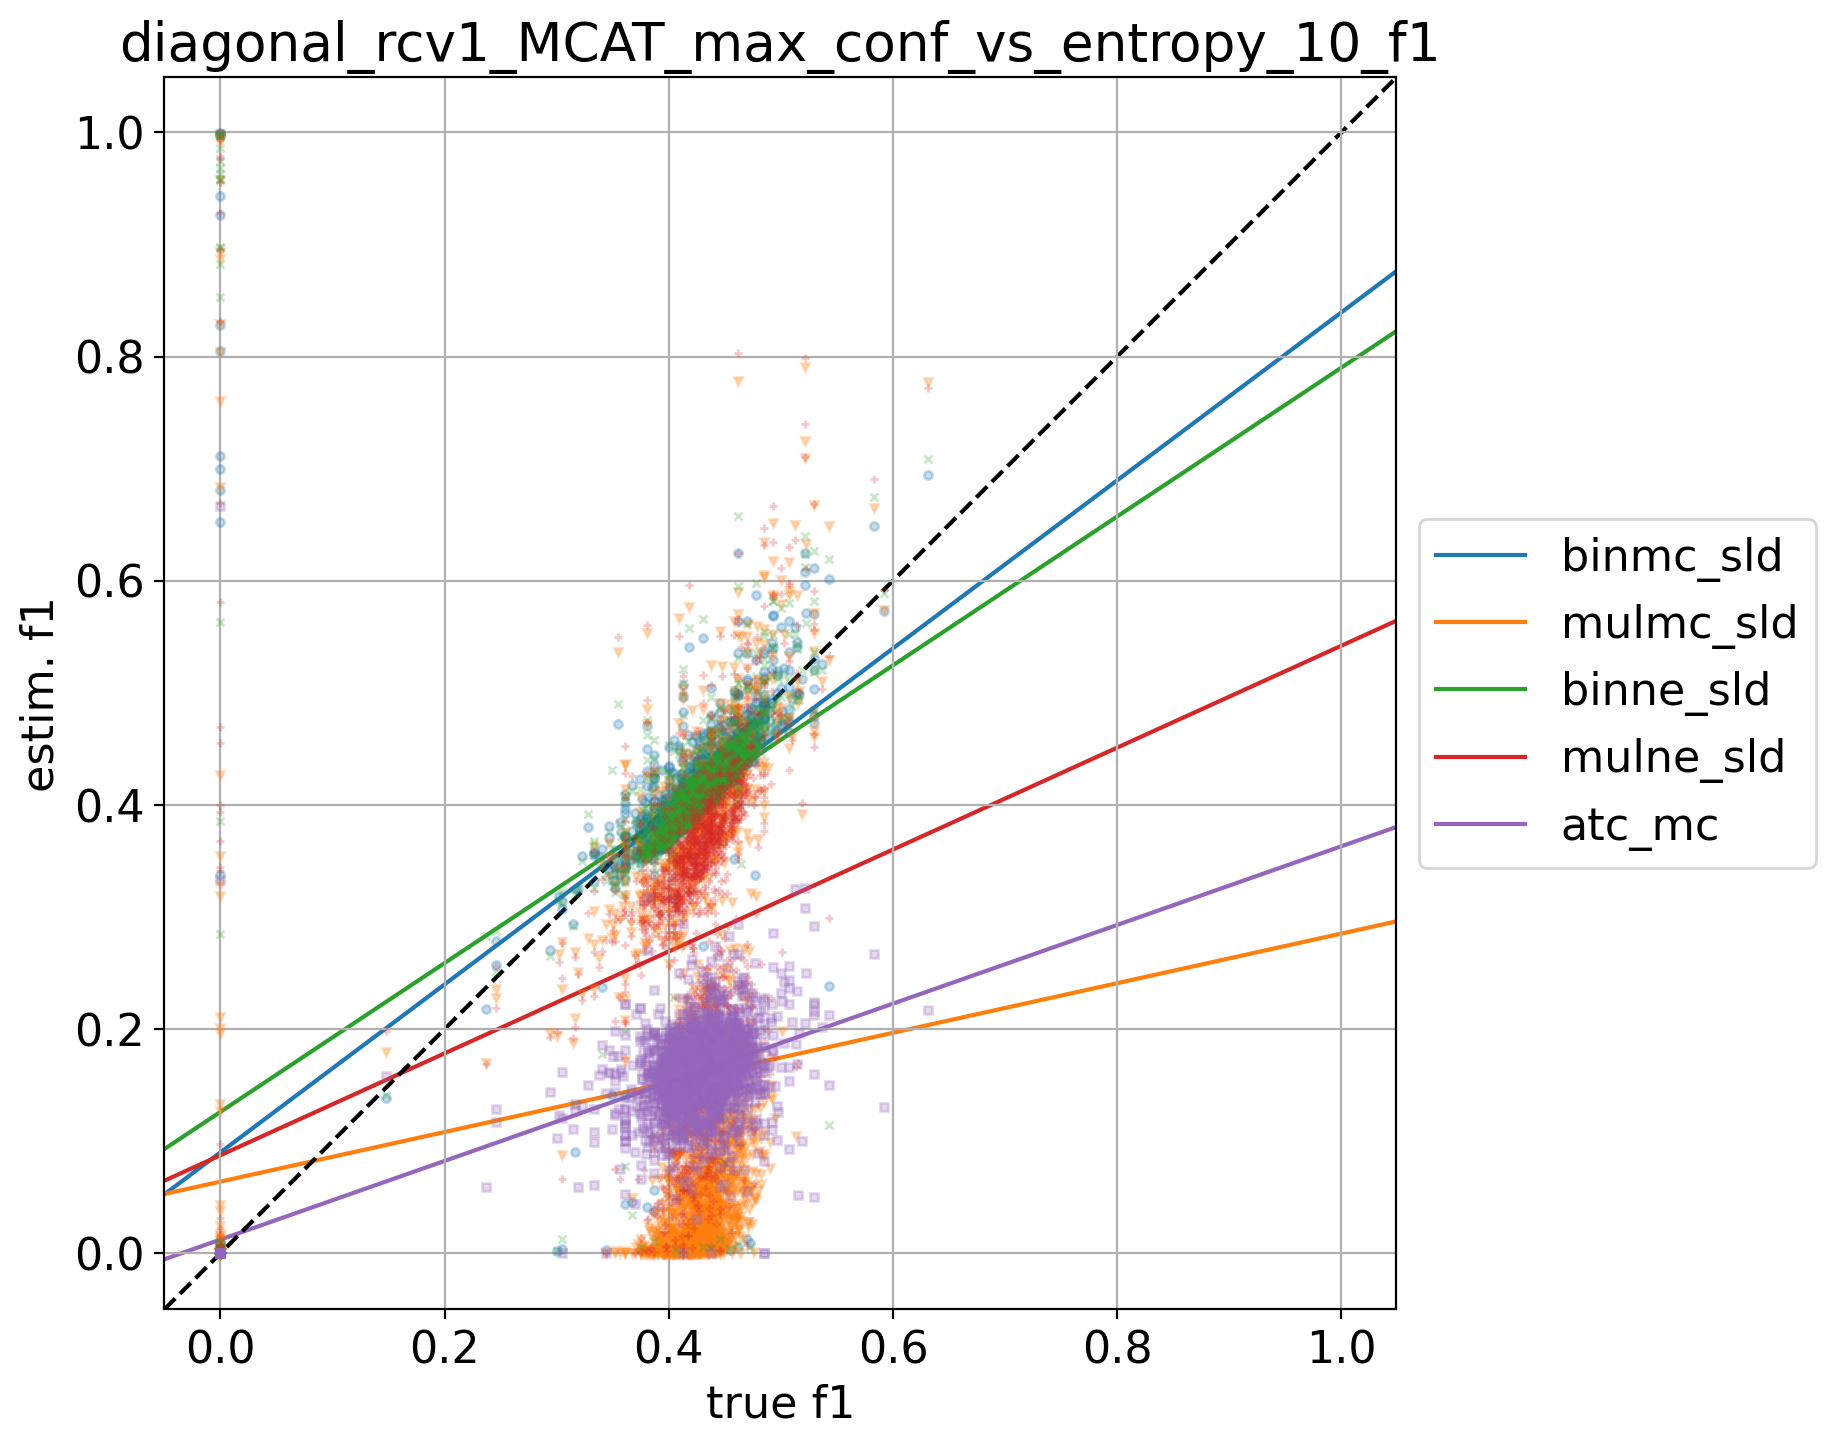 diagonal_rcv1_MCAT_max_conf_vs_entropy_10_f1
1.0
0.8
0.6
0.4
0.2
0.0
estim. f1
0.0 0.2 0.4 0.6 0.8 1.0
true f1
binmc_sld
mulmc_sld
binne_sld
mulne_sld
atc_mc